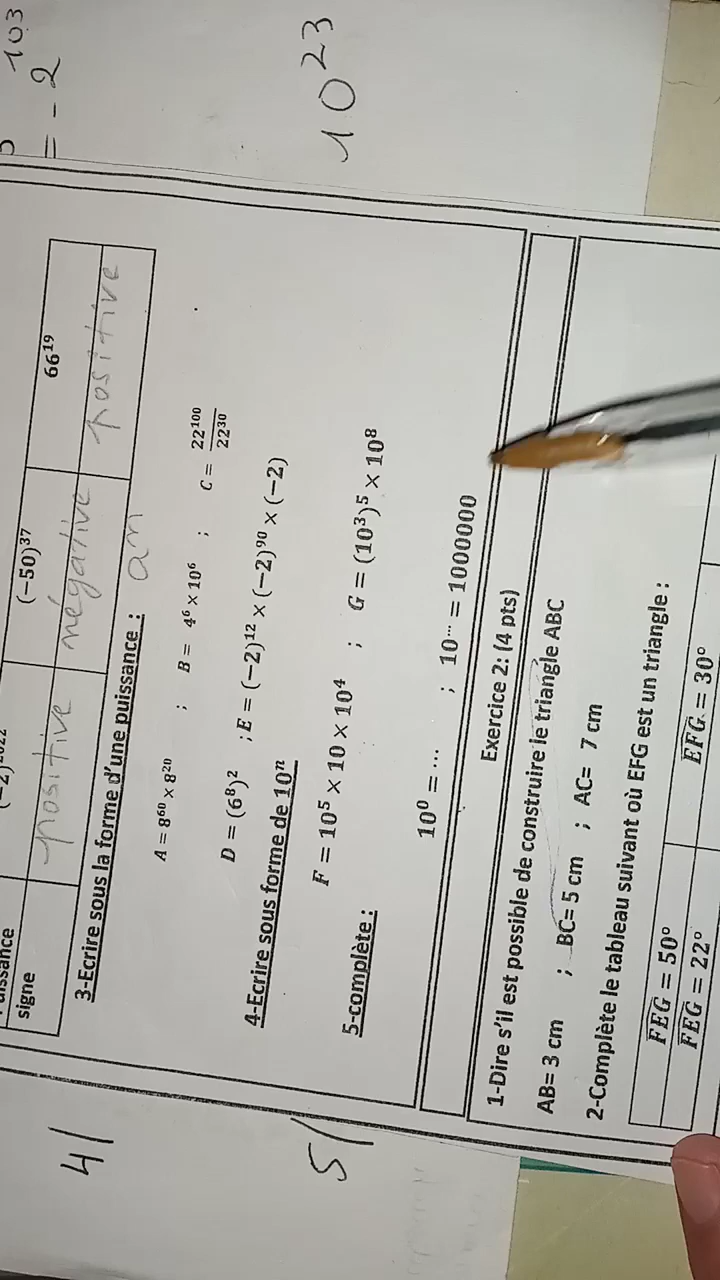 103
= - 2
10²³
signe
(-50)³⁷
66¹⁹
positive
négative
positive
3-Ecrire sous la forme d'une puissance : aⁿ
A = 8⁶⁰ × 8²⁰ ; B = 4⁶ × 10⁶ ; C = 22¹⁰⁰/22³⁰
D = (6⁸)² ; E = (−2)¹² × (−2)⁹⁰ × (−2)
4-Ecrire sous forme de 10ⁿ
F = 10⁵ × 10 × 10⁴ ; G = (10³)⁵ × 10⁸
5-complète :
10⁰ = ⋯ ; 10^… = 1000000
Exercice 2: (4 pts)
1-Dire s'il est possible de construire le triangle ABC
AB= 3 cm ; BC= 5 cm ; AC= 7 cm
2-Complète le tableau suivant où EFG est un triangle :
FEG = 50°
FEG = 22° EFG = 30°
4/
5/